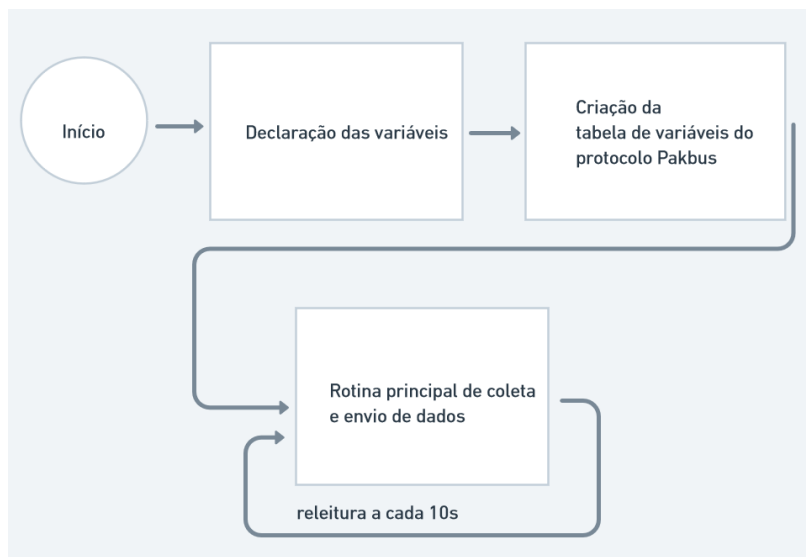 Início
Declaração das variáveis
Criação da
tabela de variáveis do
protocolo Pakbus
Rotina principal de coleta
e envio de dados
releitura a cada 10s